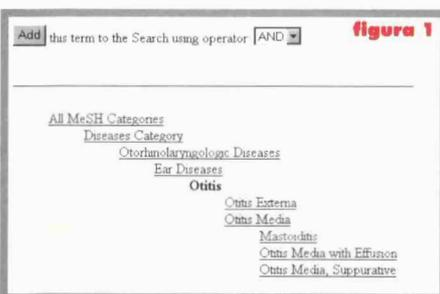 figura 1
Add this term to the Search using operator AND
All MeSH Categories
Diseases Category
Otorhinolaryngologic Diseases
Ear Diseases
Otitis
Otitis Externa
Otitis Media
Mastoiditis
Otitis Media with Effusion
Otitis Media, Suppurative